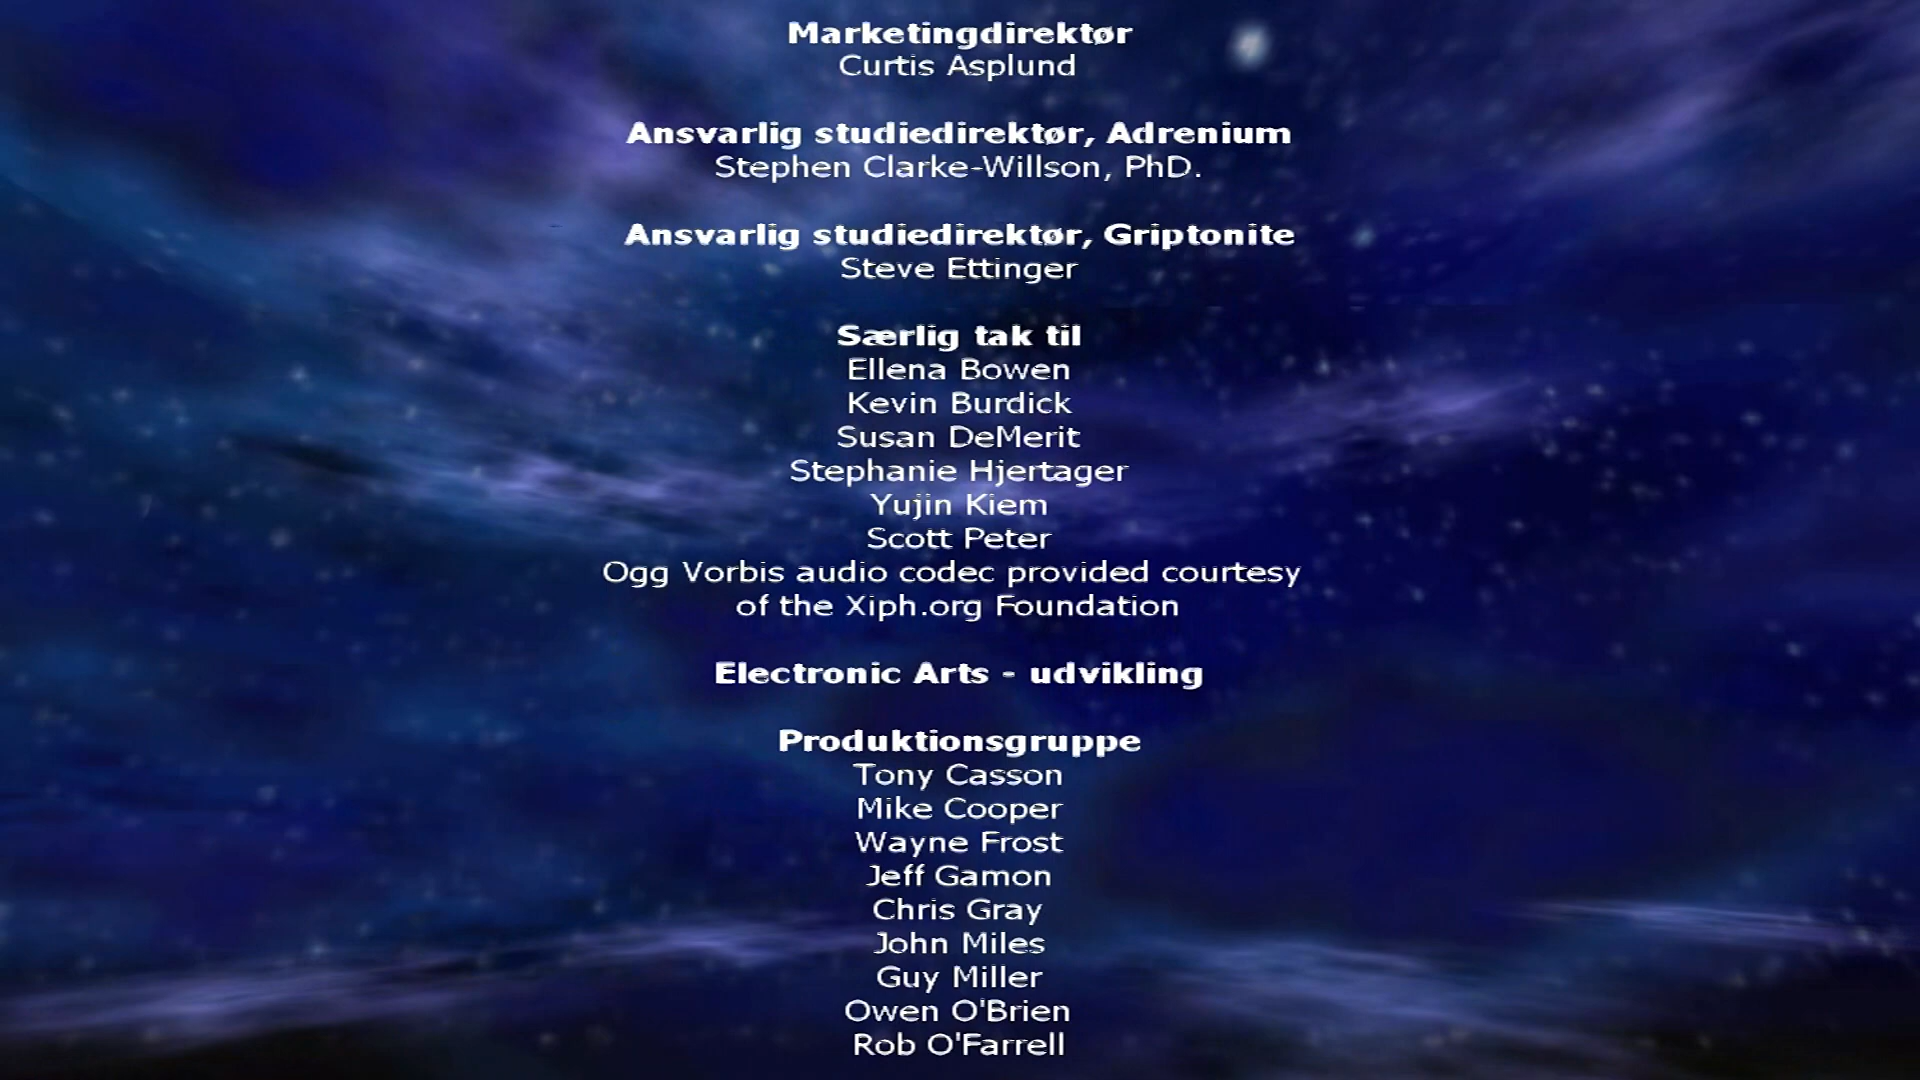 Marketingdirektør
Curtis Asplund
Ansvarlig studiedirektør, Adrenium
Stephen Clarke-Willson, PhD.
Ansvarlig studiedirektør, Griptonite
Steve Ettinger
Særlig tak til
Ellena Bowen
Kevin Burdick
Susan DeMerit
Stephanie Hjertager
Yujin Kiem
Scott Peter
Ogg Vorbis audio codec provided courtesy
of the Xiph.org Foundation
Electronic Arts - udvikling
Produktionsgruppe
Tony Casson
Mike Cooper
Wayne Frost
Jeff Gamon
Chris Gray
John Miles
Guy Miller
Owen O'Brien
Rob O'Farrell